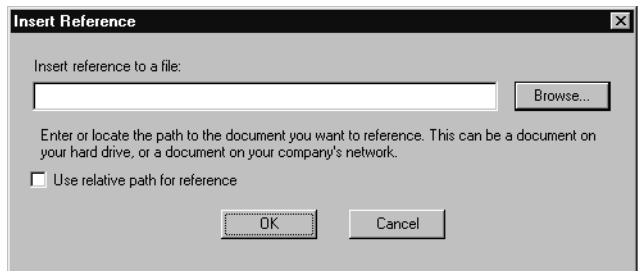 Insert Reference
Insert reference to a file:
Browse...
Enter or locate the path to the document you want to reference. This can be a document on
your hard drive, or a document on your company's network.
Use relative path for reference
OK
Cancel